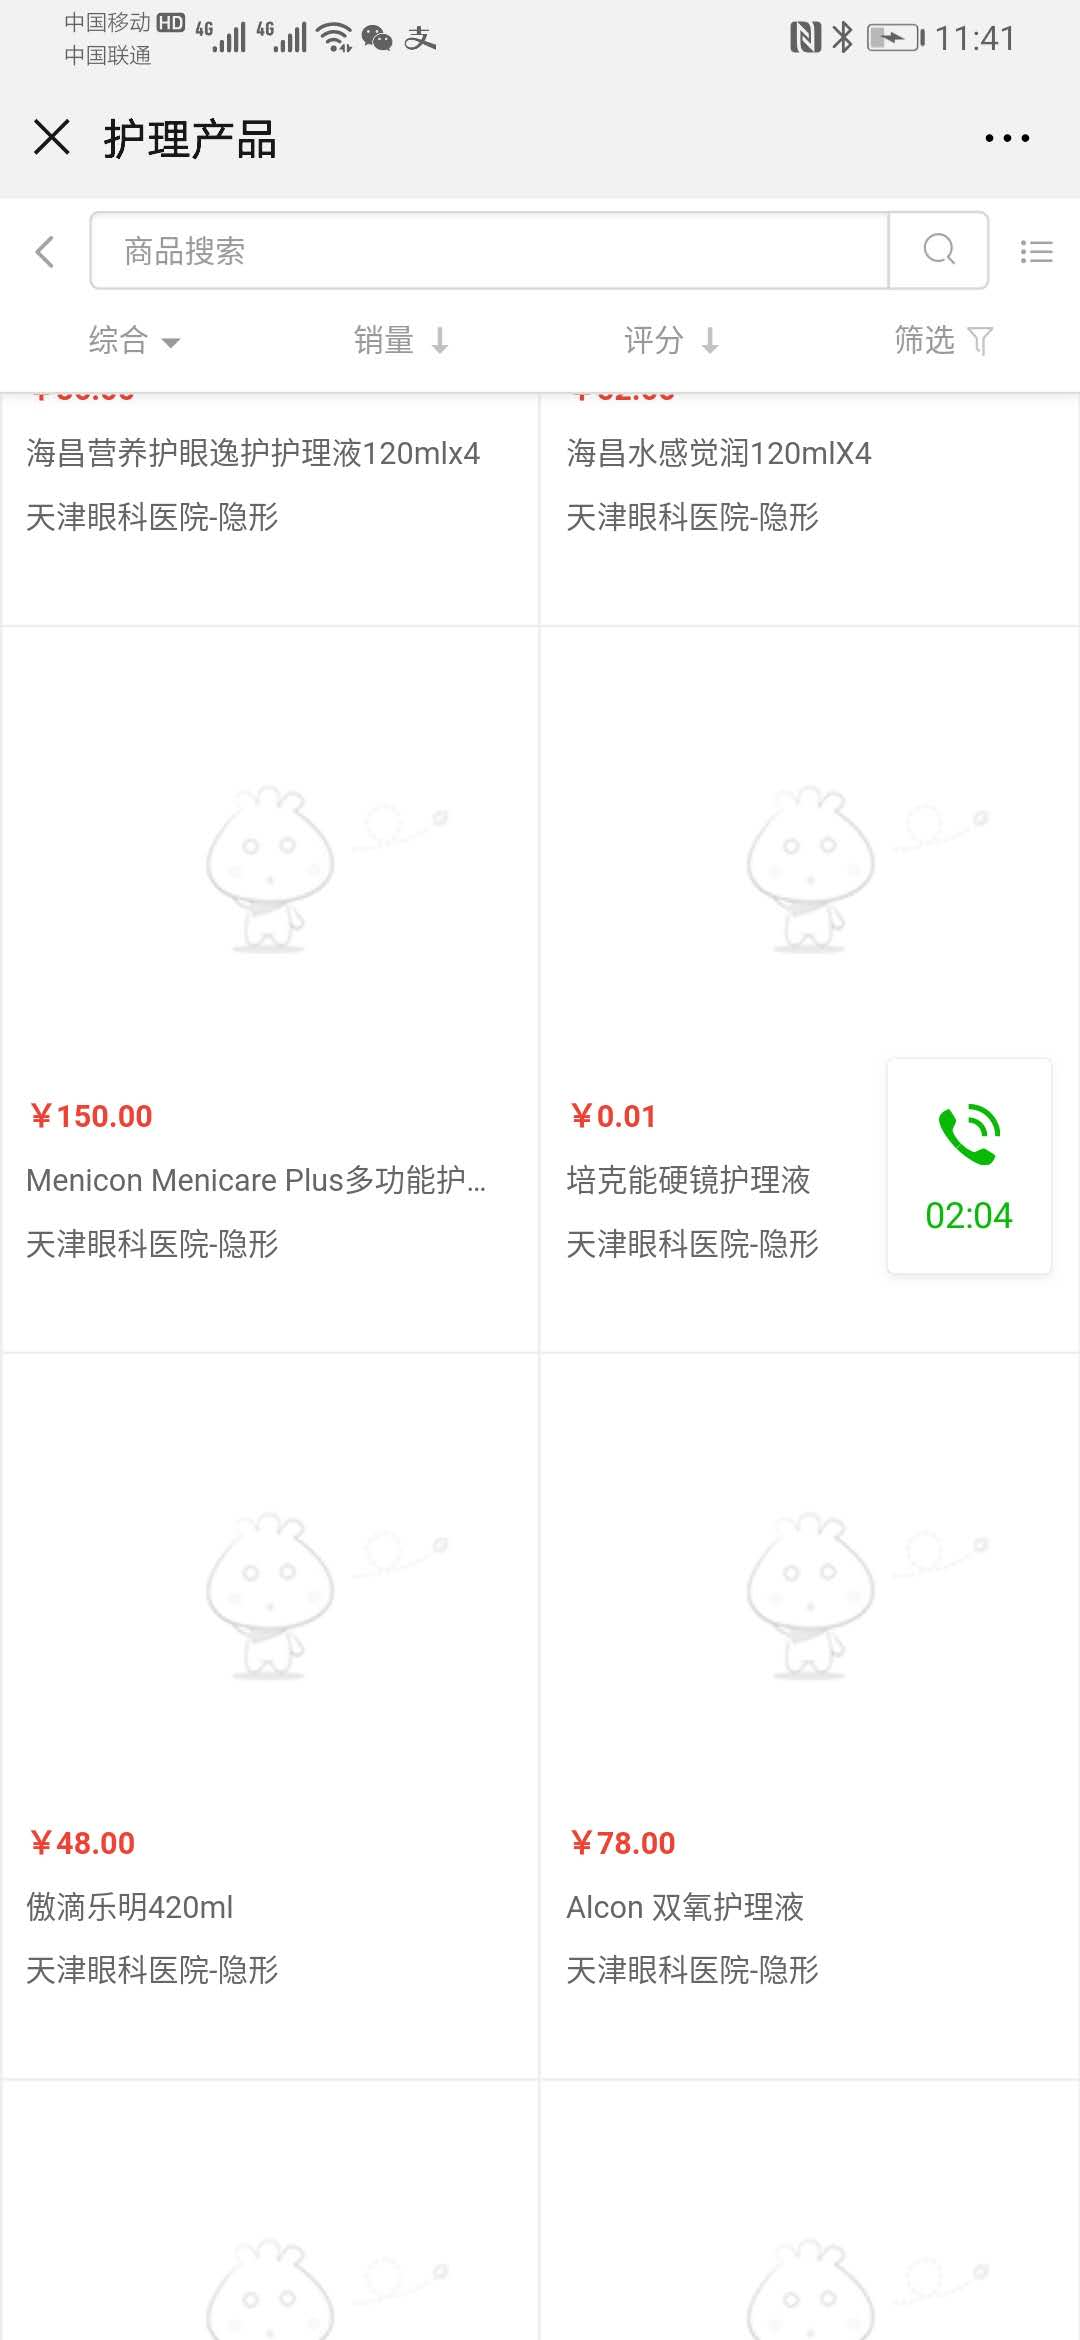 中国移动 HD 4G 4G 支 11:41
中国联通
护理产品
商品搜索
综合 销量 评分 筛选
海昌营养护眼逸护护理液120mlx4
天津眼科医院-隐形
海昌水感觉润120mlX4
天津眼科医院-隐形
￥150.00
Menicon Menicare Plus多功能护...
天津眼科医院-隐形
￥0.01
培克能硬镜护理液
天津眼科医院-隐形
02:04
￥48.00
傲滴乐明420ml
天津眼科医院-隐形
￥78.00
Alcon 双氧护理液
天津眼科医院-隐形